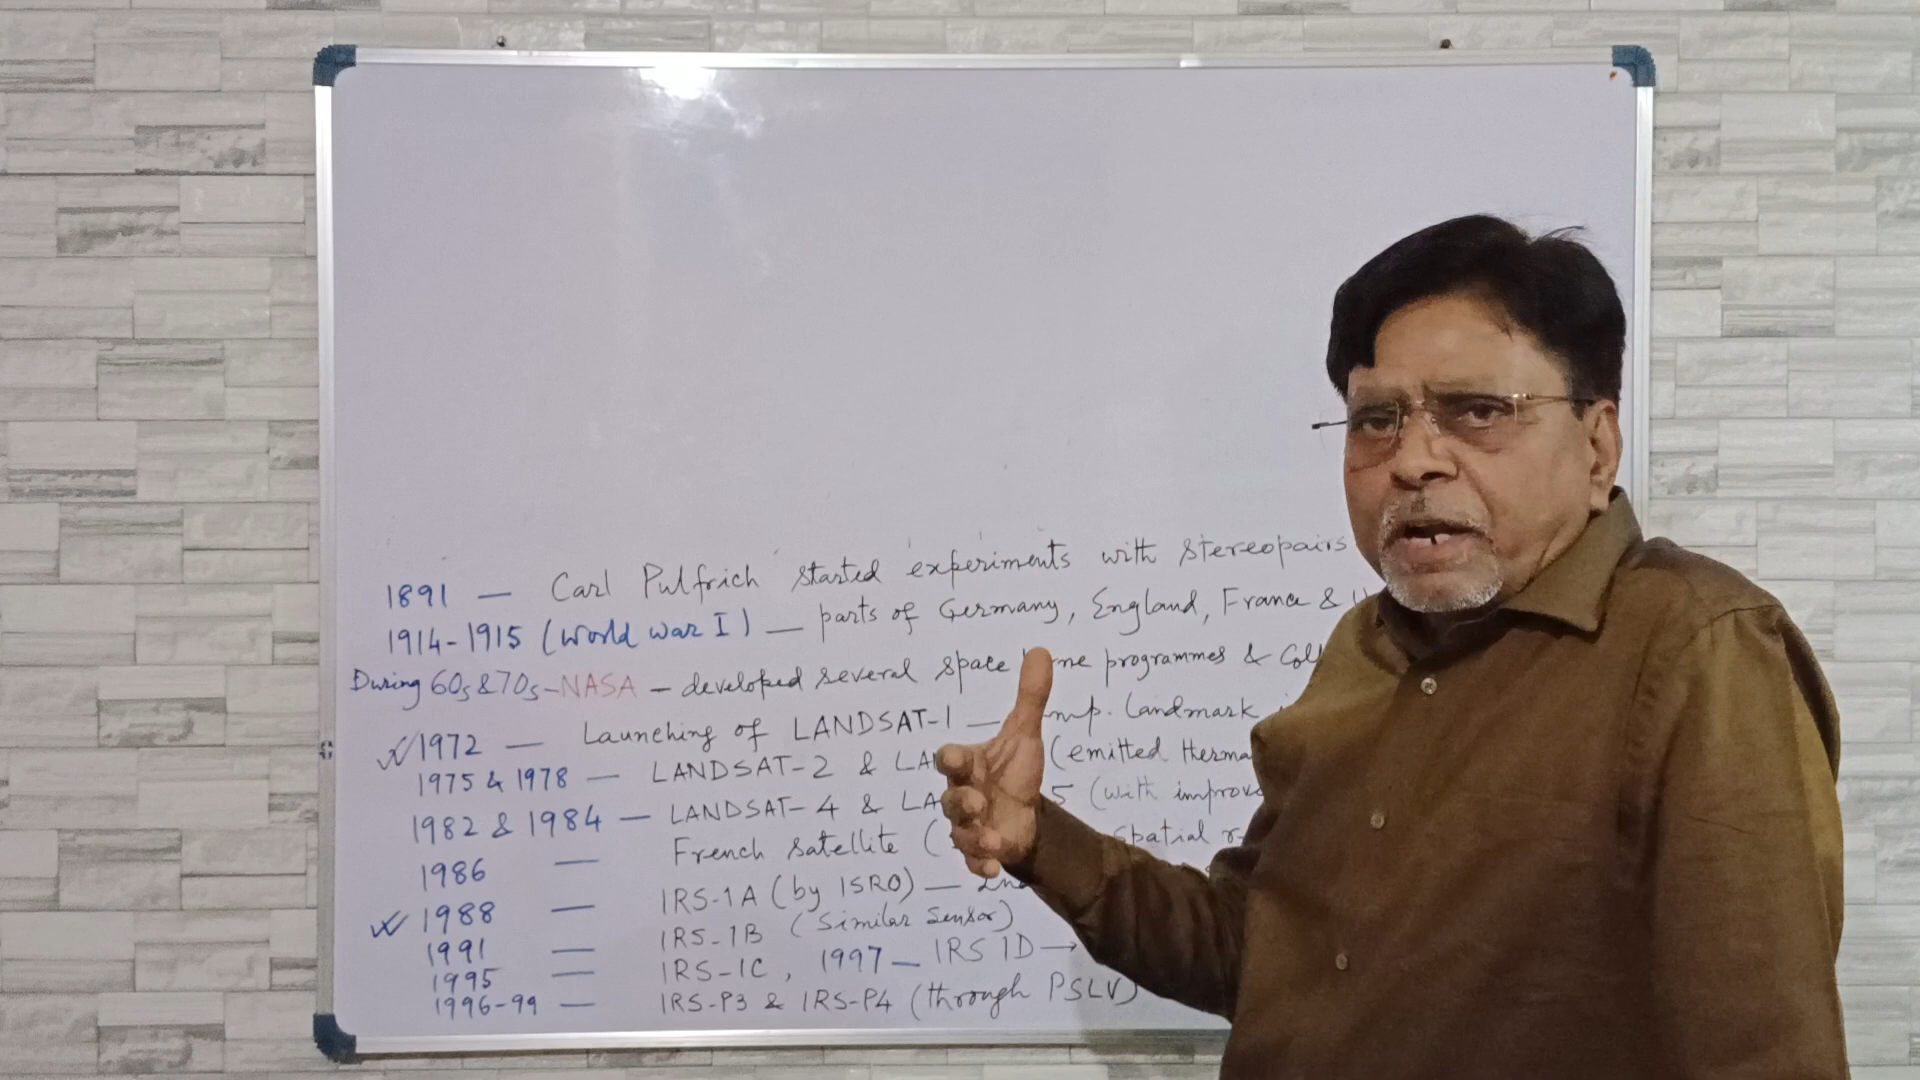 1891 — Carl Pulfrich started experiments with stereopairs
1914-1915 (World War I) — parts of Germany, England, France &
During 60s & 70s - NASA — developed several space programmes &
1972 — Launching of LANDSAT-1 — Landmark
1975 & 1978 — LANDSAT-2 & (emitted
1982 & 1984 — LANDSAT-4 & 5 (with
1986 — French Satellite ( spatial
1988 — IRS-1A (by ISRO) —
1991 — IRS-1B (Similar Sensor)
1995 — IRS-1C, 1997 — IRS 1D →
1996-99 — IRS-P3 & IRS-P4 (through PSLV)